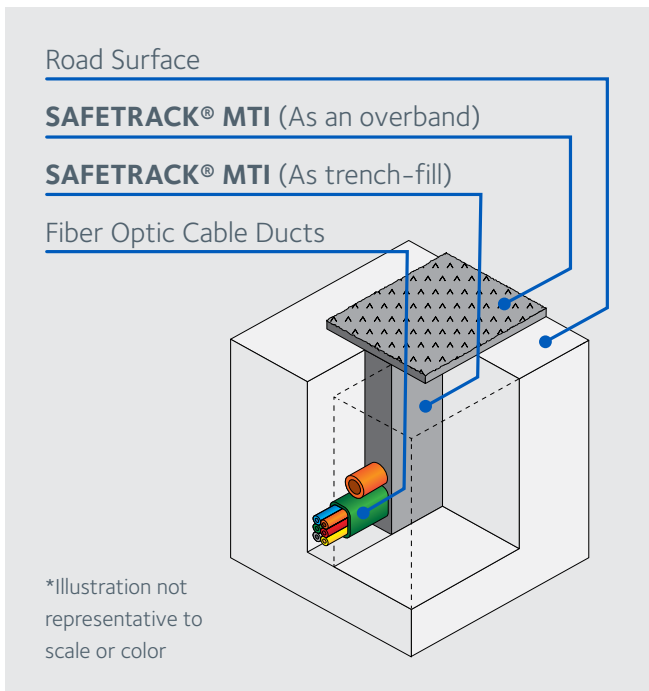 Road Surface
SAFETRACK® MTI (As an overband)
SAFETRACK® MTI (As trench-fill)
Fiber Optic Cable Ducts
*Illustration not
representative to
scale or color